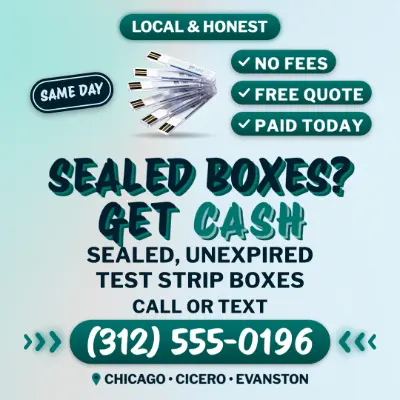 LOCAL & HONEST
SAME DAY
✓ NO FEES
✓ FREE QUOTE
✓ PAID TODAY
SEALED BOXES?
GET CASH
SEALED, UNEXPIRED
TEST STRIP BOXES
CALL OR TEXT
(312) 555-0196
CHICAGO • CICERO • EVANSTON